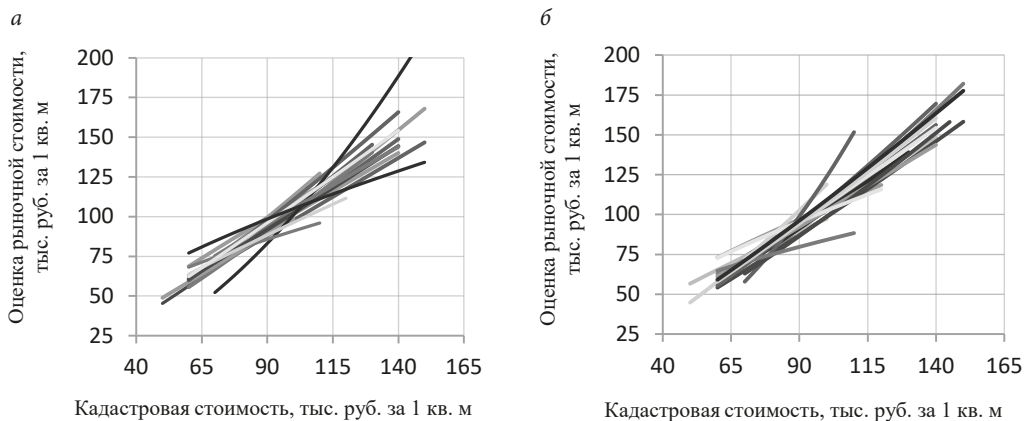 а
Оценка рыночной стоимости,
тыс. руб. за 1 кв. м
200
175
150
125
100
75
50
25
40 65 90 115 140 165
Кадастровая стоимость, тыс. руб. за 1 кв. м
б
Оценка рыночной стоимости,
тыс. руб. за 1 кв. м
200
175
150
125
100
75
50
25
40 65 90 115 140 165
Кадастровая стоимость, тыс. руб. за 1 кв. м